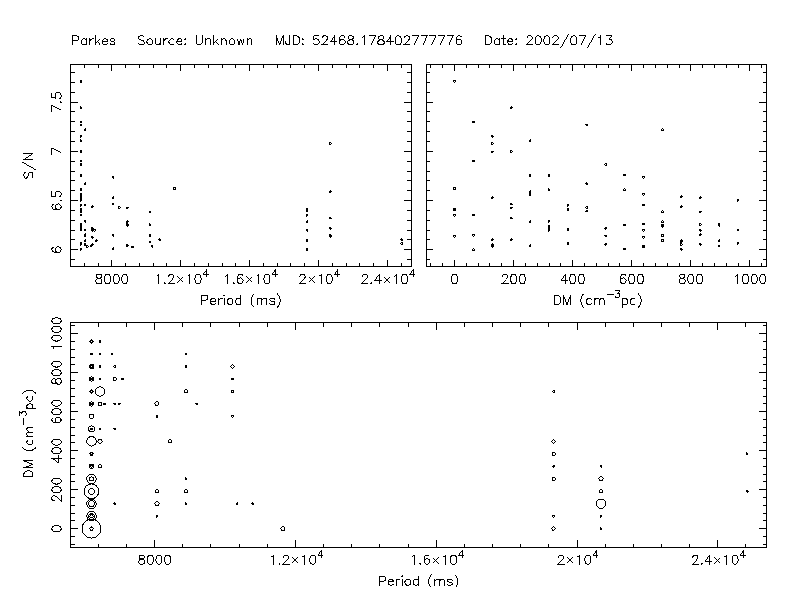 Parkes Source: Unknown MJD: 52468.178402777776 Date: 2002/07/13
7.5
7
6.5
6
S/N
8000 1.2×10⁴ 1.6×10⁴ 2×10⁴ 2.4×10⁴
Period (ms)
0 200 400 600 800 1000
DM (cm⁻³pc)
1000
800
600
400
200
0
DM (cm⁻³pc)
8000 1.2×10⁴ 1.6×10⁴ 2×10⁴ 2.4×10⁴
Period (ms)